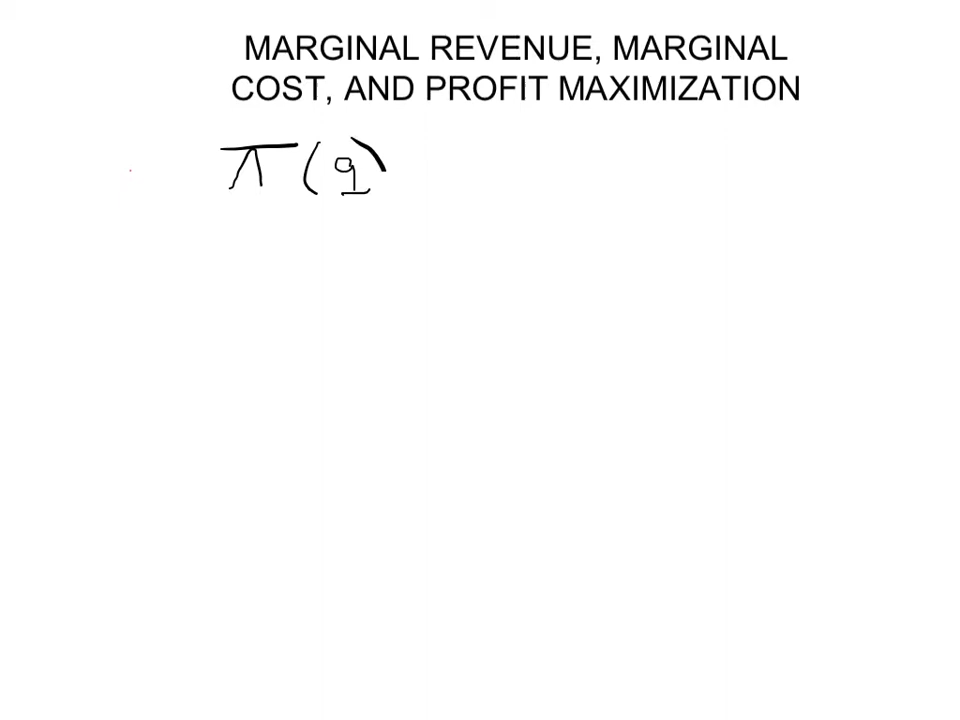 MARGINAL REVENUE, MARGINAL
COST, AND PROFIT MAXIMIZATION
π(q)